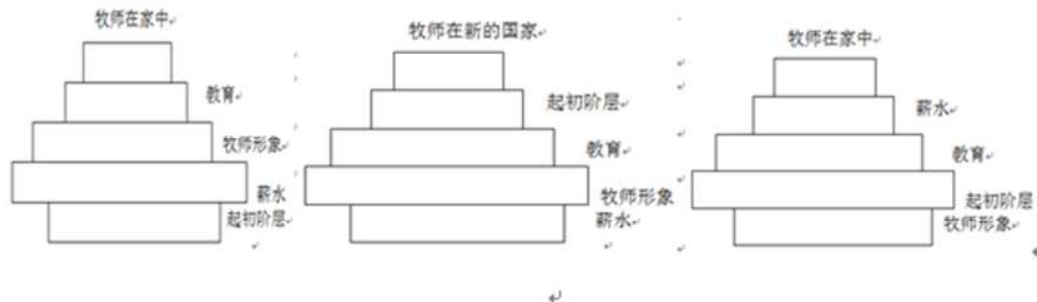 牧师在家中
教育
牧师形象
薪水
起初阶层
牧师在新的国家
起初阶层
教育
牧师形象
薪水
牧师在家中
薪水
教育
起初阶层
牧师形象